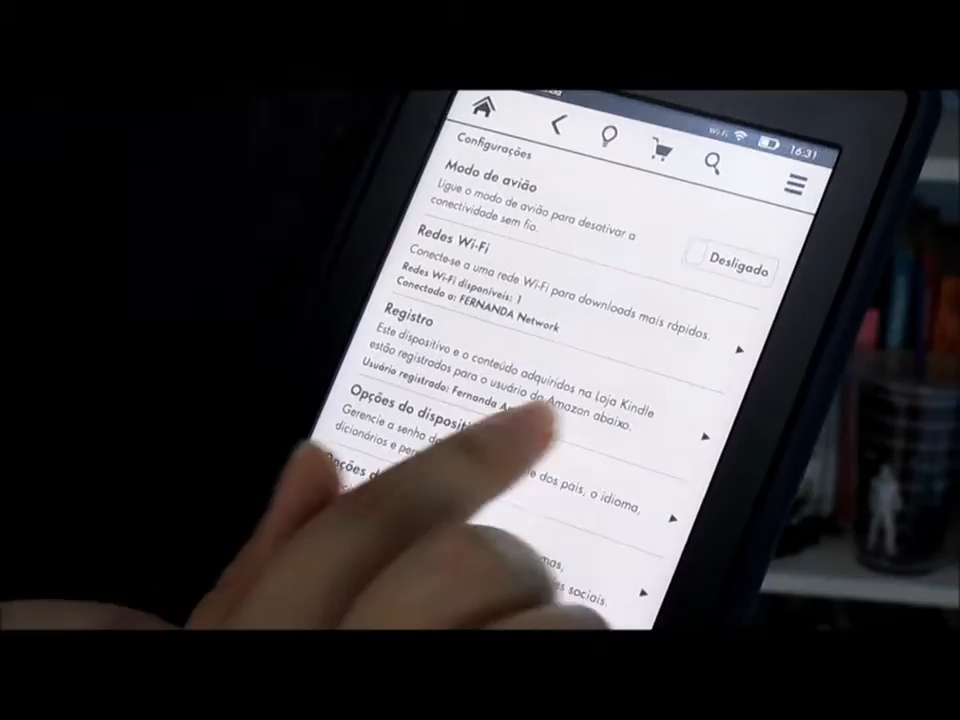 Wi-Fi 16:31
Configurações
Modo de avião
Ligue o modo de avião para desativar a
conectividade sem fio.
Desligado
Redes Wi-Fi
Conecte-se a uma rede Wi-Fi para downloads mais rápidos.
Redes Wi-Fi disponíveis: 1
Conectado a: FERNANDA Network
Registro
Este dispositivo e o conteúdo adquiridos na Loja Kindle
estão registrados para o usuário da Amazon abaixo.
Usuário registrado: Fernanda
Opções do
Gerencie a senha
e dos pais, o idioma,
dicionários e
Opções
sociais.